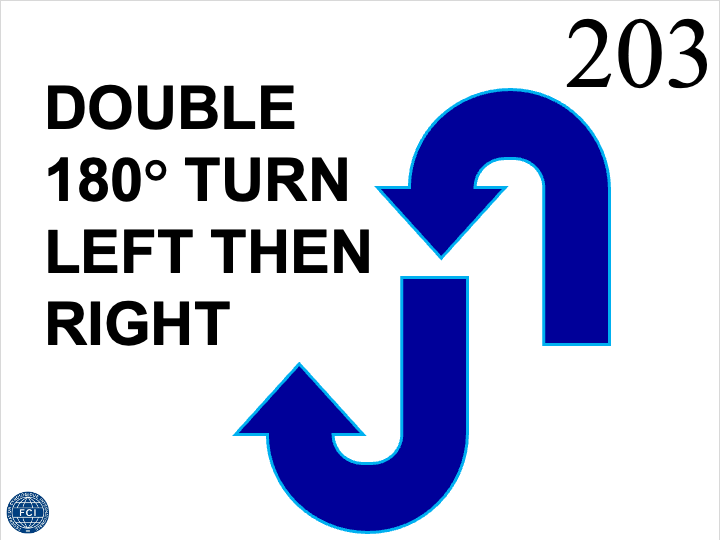 203
DOUBLE
180° TURN
LEFT THEN
RIGHT
FCI